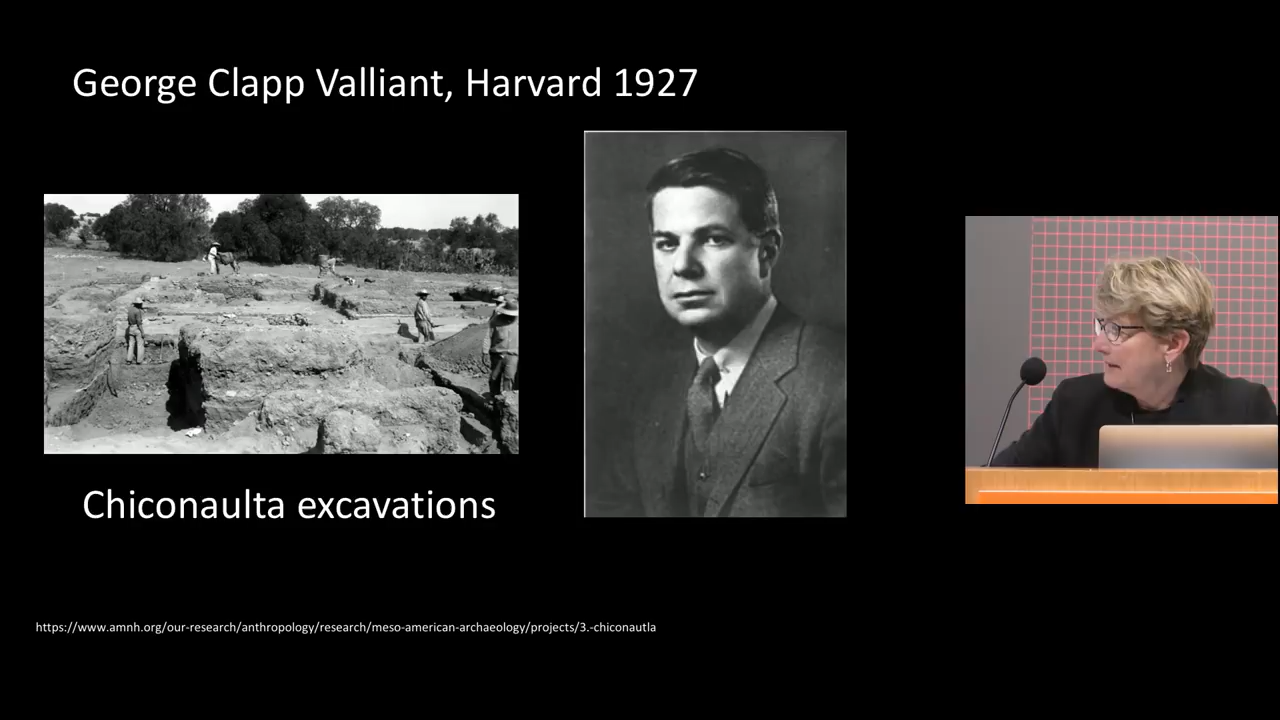 George Clapp Valliant, Harvard 1927
Chiconaulta excavations
https://www.amnh.org/our-research/anthropology/research/meso-american-archaeology/projects/3.-chiconautla